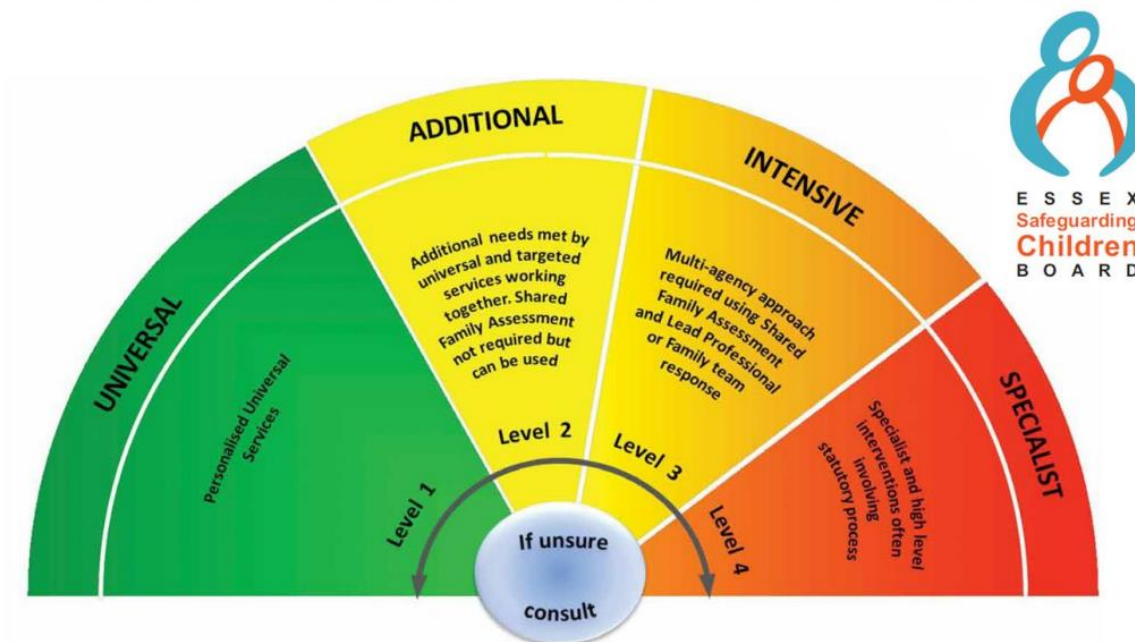 UNIVERSAL
Personalised Universal
Services
Level 1
ADDITIONAL
Additional needs met by
universal and targeted
services working
together. Shared
Family Assessment
not required but
can be used
Level 2
INTENSIVE
Multi-agency approach
required using Shared
Family Assessment
and Lead Professional
or Family team
response
Level 3
SPECIALIST
Specialist and high level
interventions often
involving
statutory process
Level 4
If unsure
consult
ESSEX
Safeguarding
Children
BOARD